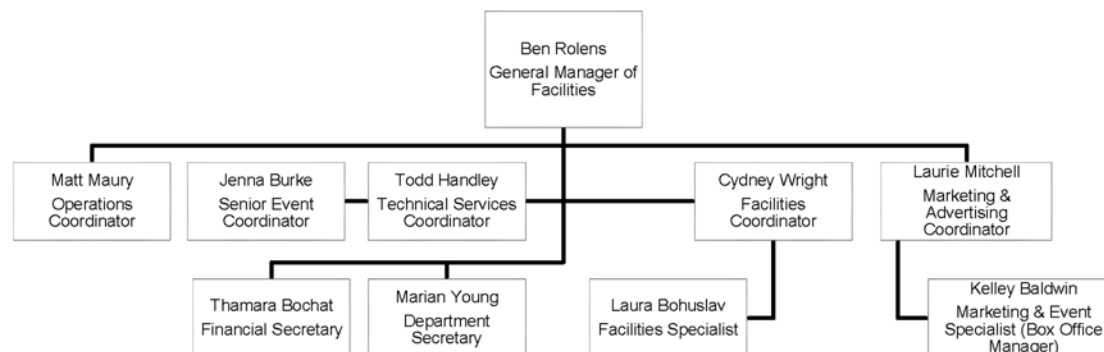 Ben Rolens
General Manager of
Facilities
Matt Maury
Operations
Coordinator
Jenna Burke
Senior Event
Coordinator
Todd Handley
Technical Services
Coordinator
Cydney Wright
Facilities
Coordinator
Laurie Mitchell
Marketing &
Advertising
Coordinator
Thamara Bochat
Financial Secretary
Marian Young
Department
Secretary
Laura Bohuslav
Facilities Specialist
Kelley Baldwin
Marketing & Event
Specialist (Box Office
Manager)